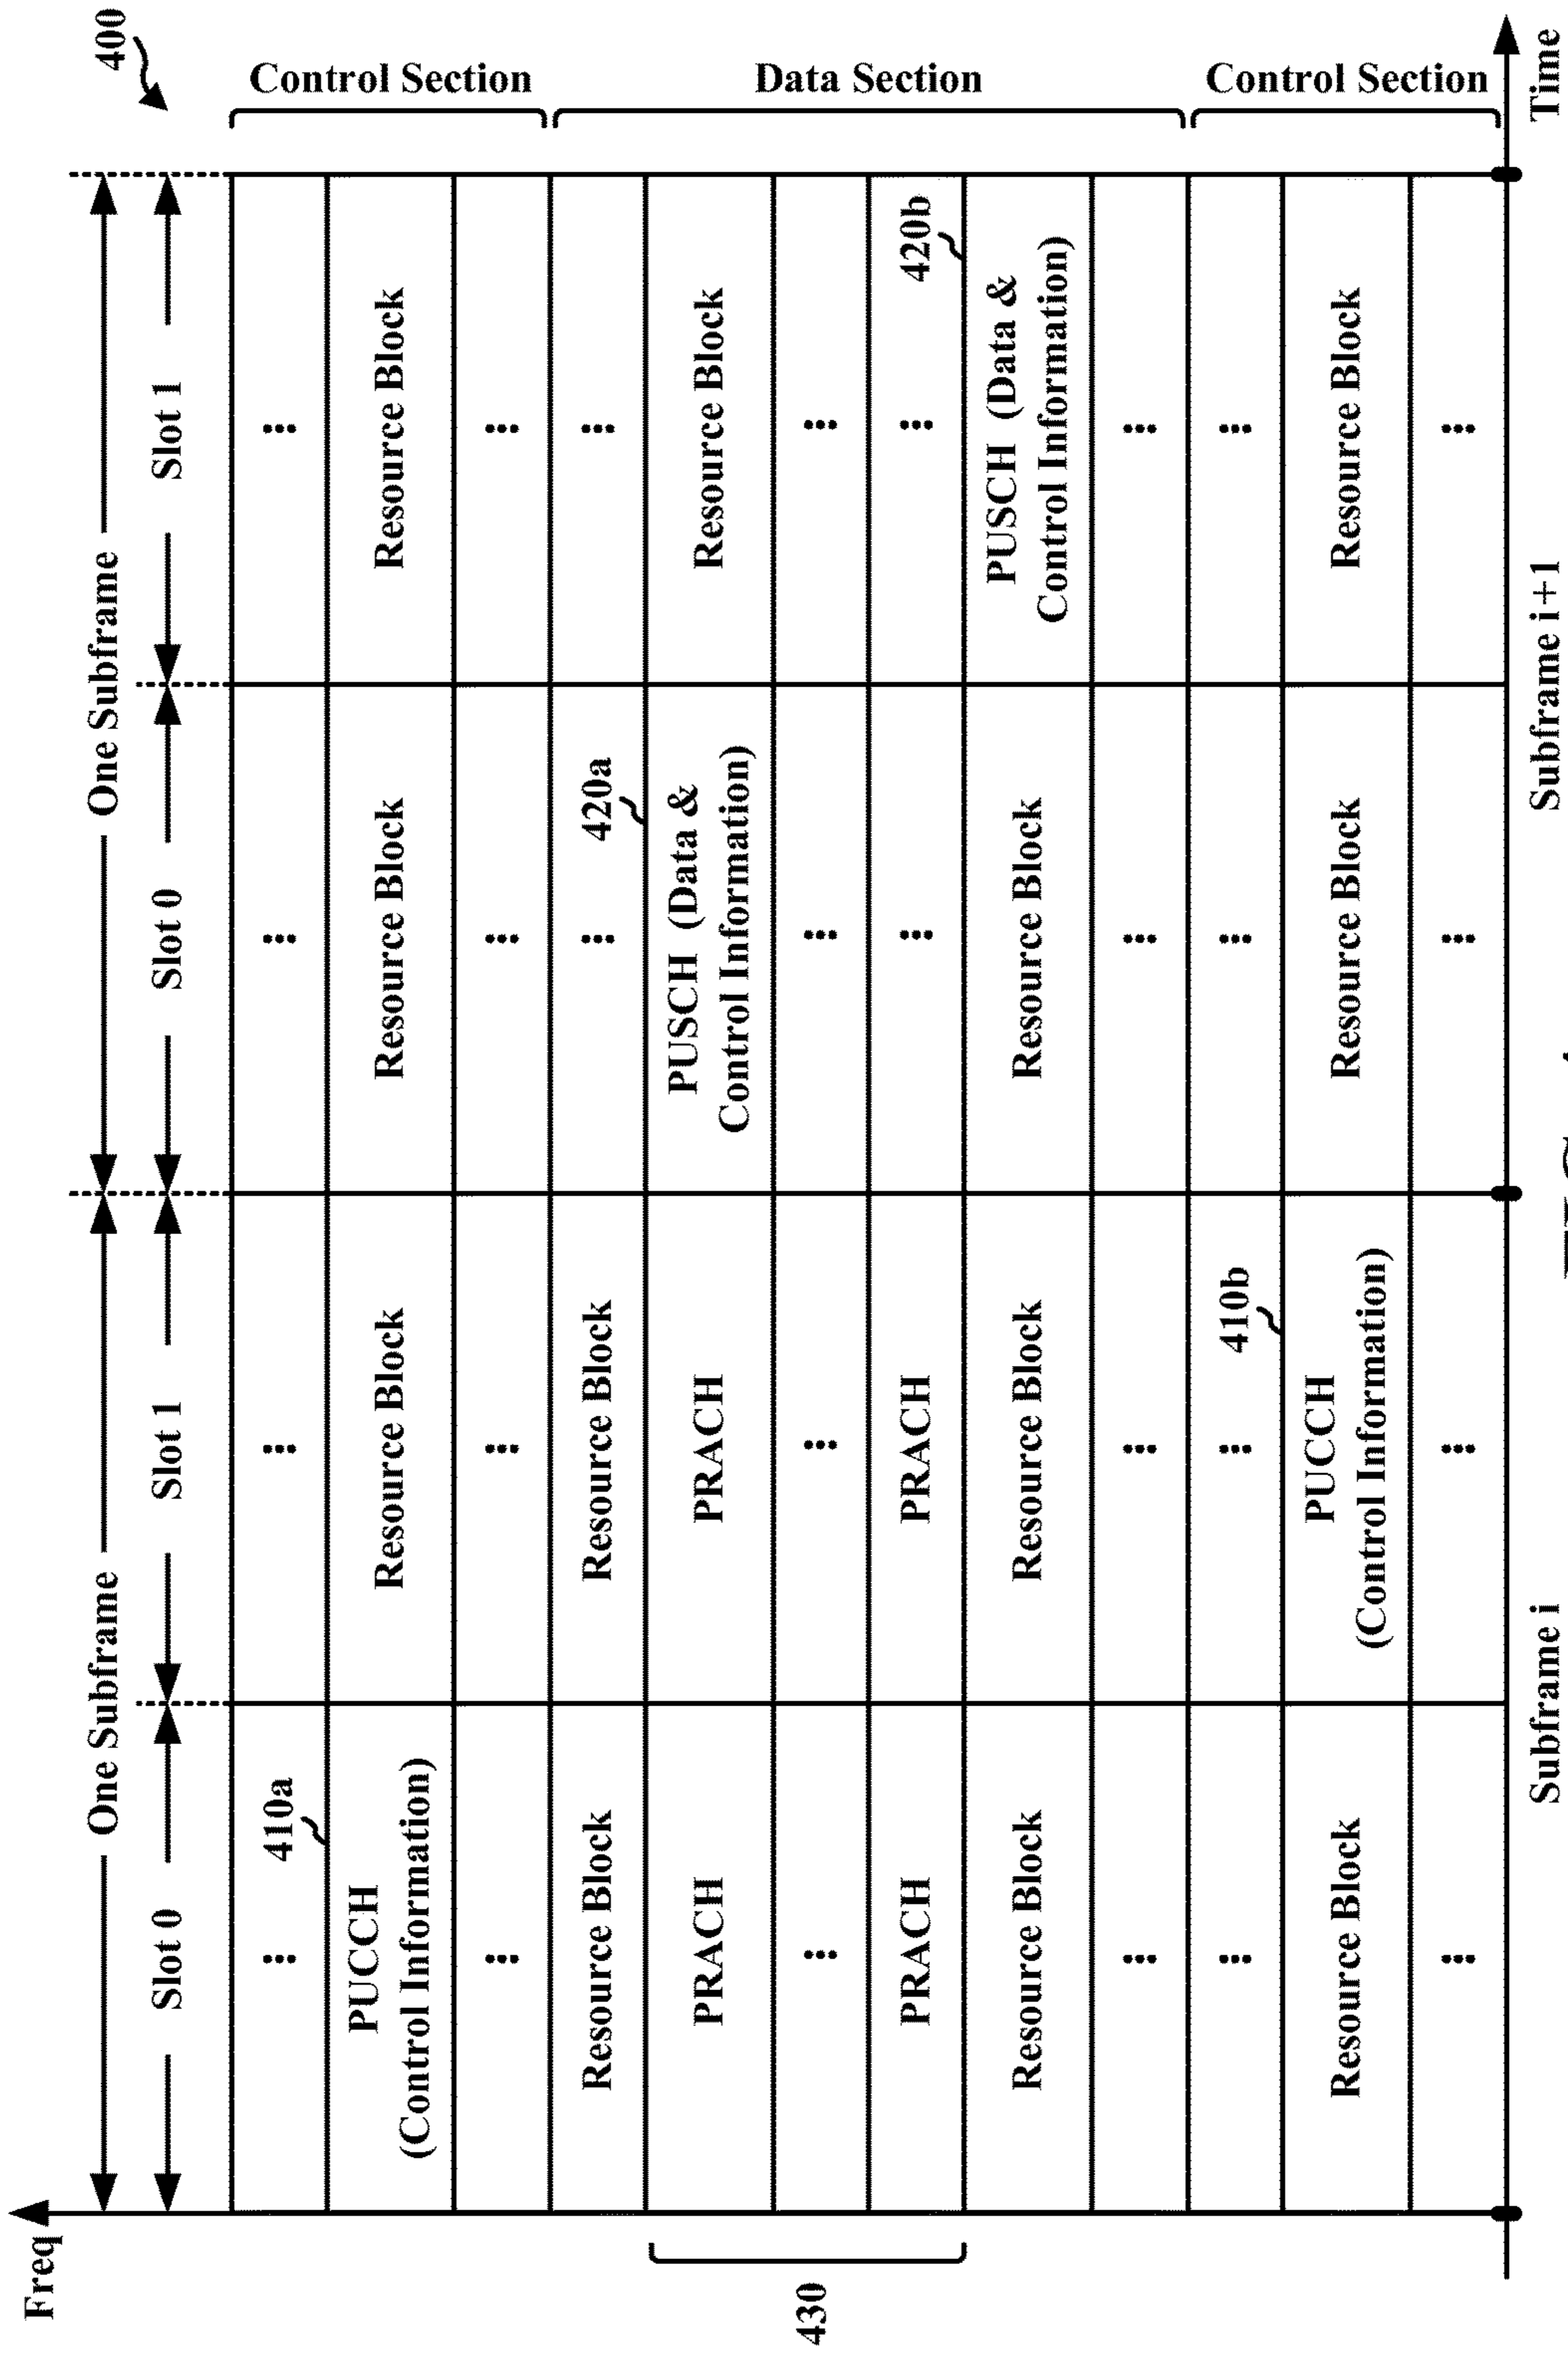 400
One Subframe
One Subframe
Slot 0
Slot 1
Slot 0
Slot 1
Freq
⋮
410a
⋮
⋮
⋮
Control Section
PUCCH
(Control Information)
Resource Block
Resource Block
Resource Block
⋮
⋮
⋮
⋮
Resource Block
Resource Block
⋮
420a
⋮
Data Section
430
PRACH
PRACH
PUSCH (Data &
Control Information)
Resource Block
⋮
⋮
⋮
⋮
PRACH
PRACH
⋮
⋮
420b
Resource Block
Resource Block
Resource Block
PUSCH (Data &
Control Information)
⋮
⋮
⋮
⋮
⋮
⋮
410b
⋮
⋮
Control Section
Resource Block
PUCCH
(Control Information)
Resource Block
Resource Block
⋮
⋮
⋮
⋮
Subframe i
Subframe i+1
Time